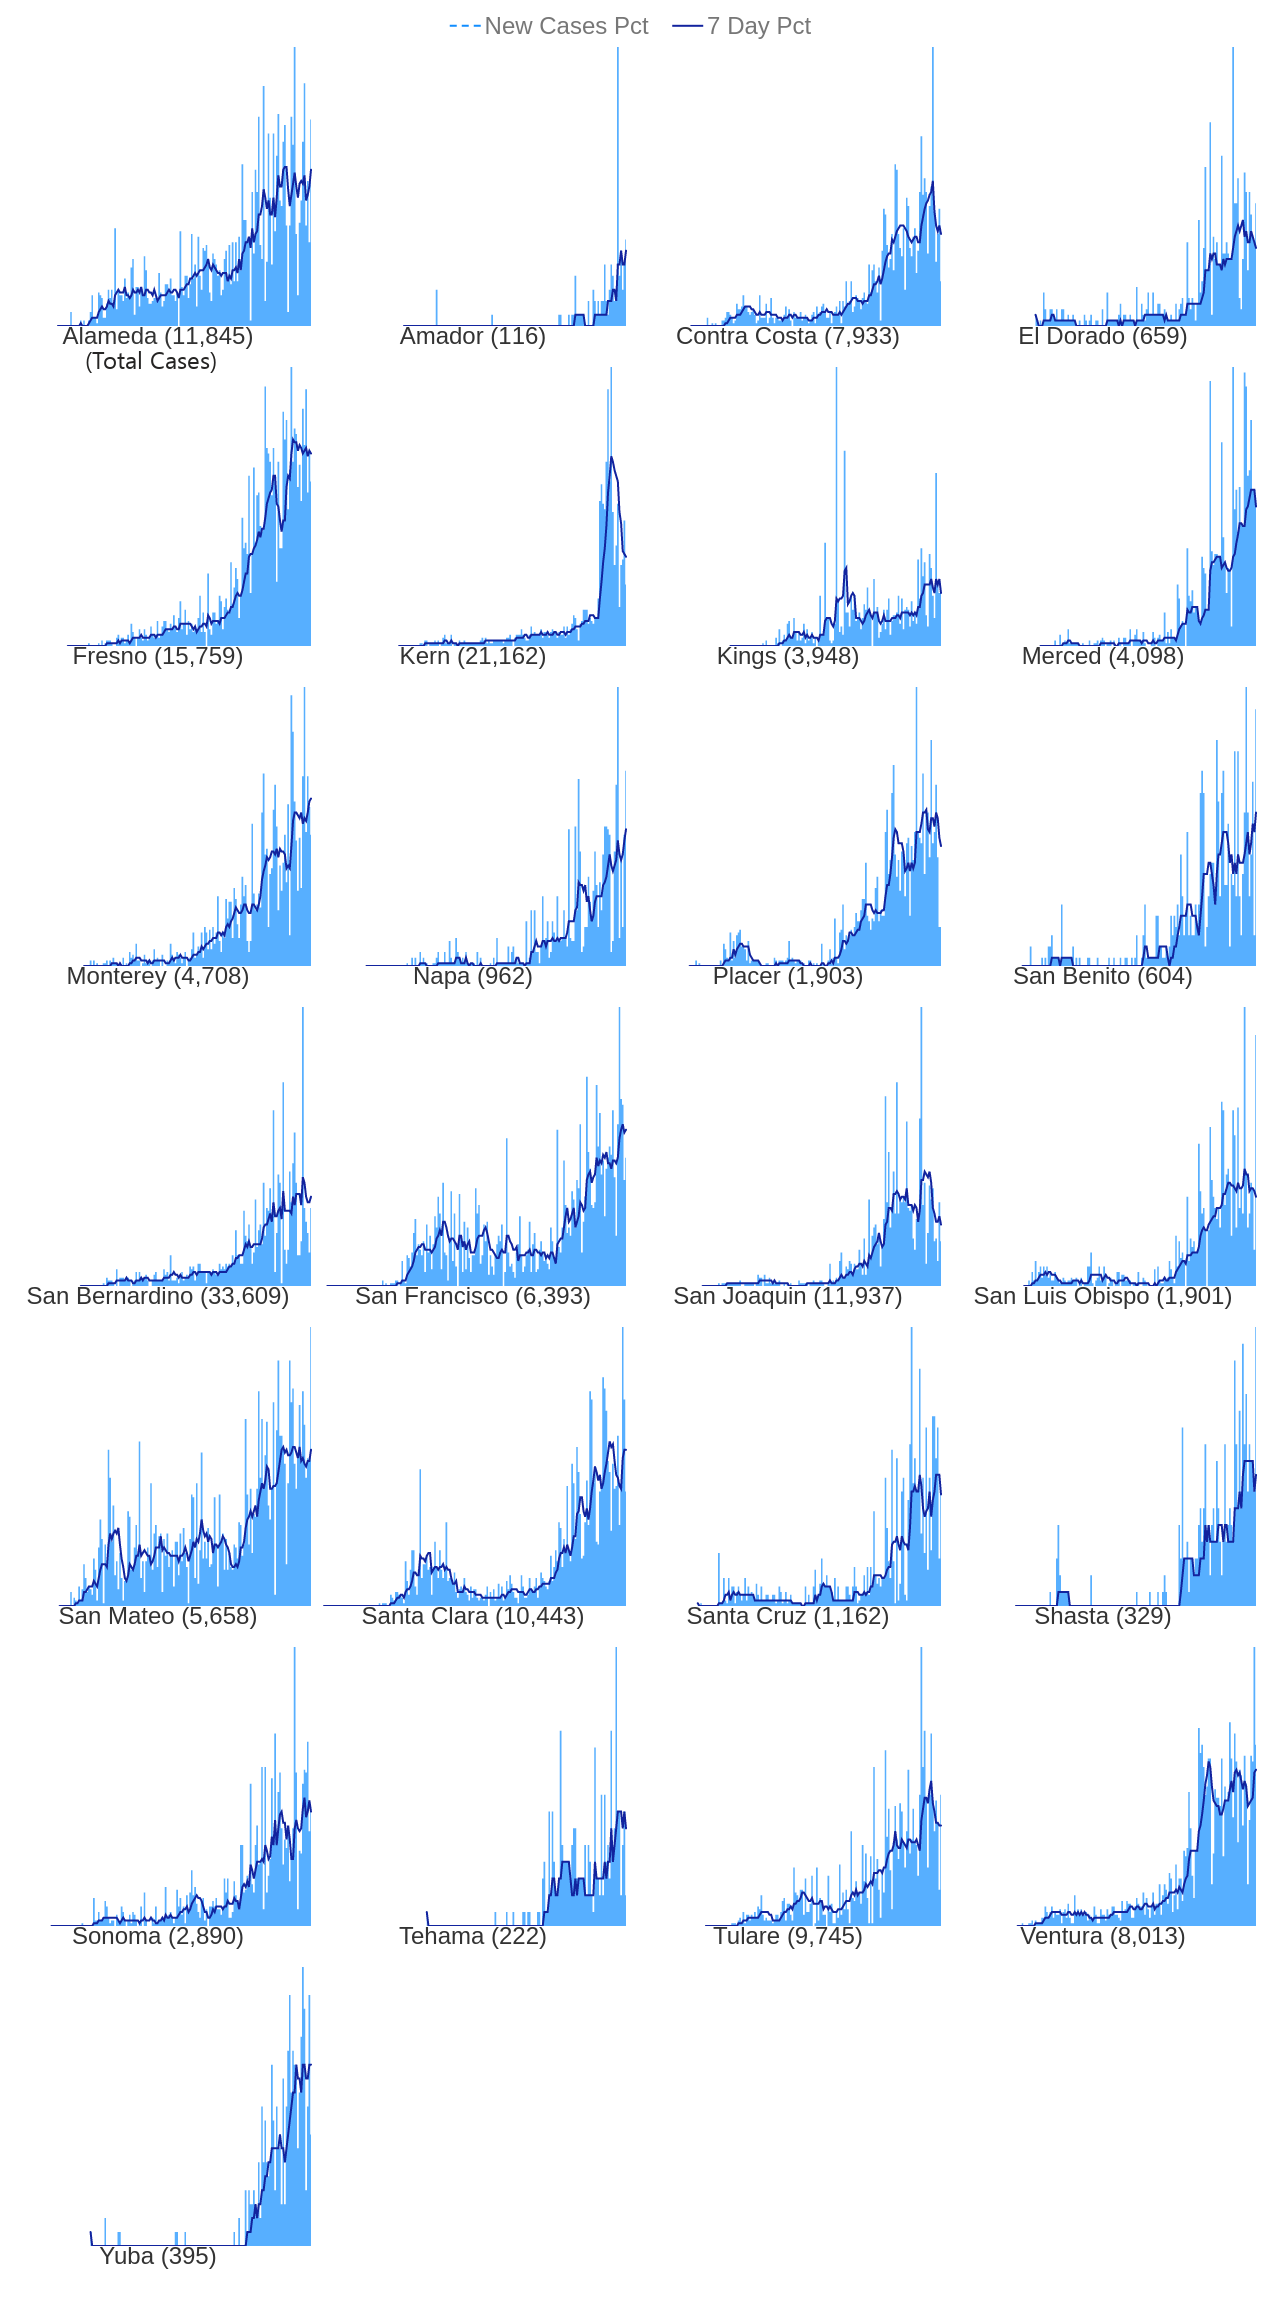 New Cases Pct 7 Day Pct
Alameda (11,845) Amador (116) Contra Costa (7,933) El Dorado (659)
(Total Cases)
Fresno (15,759) Kern (21,162) Kings (3,948) Merced (4,098)
Monterey (4,708) Napa (962) Placer (1,903) San Benito (604)
San Bernardino (33,609) San Francisco (6,393) San Joaquin (11,937) San Luis Obispo (1,901)
San Mateo (5,658) Santa Clara (10,443) Santa Cruz (1,162) Shasta (329)
Sonoma (2,890) Tehama (222) Tulare (9,745) Ventura (8,013)
Yuba (395)